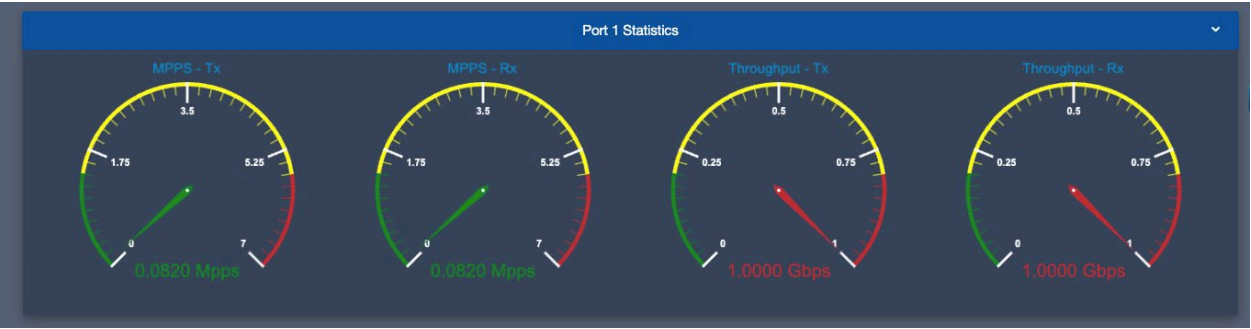 Port 1 Statistics
MPPS - Tx
3.5
1.75
5.25
0
7
0.0820 Mpps
MPPS - Rx
3.5
1.75
5.25
0
7
0.0820 Mpps
Throughput - Tx
0.5
0.25
0.75
0
1
1.0000 Gbps
Throughput - Rx
0.5
0.25
0.75
0
1
1.0000 Gbps